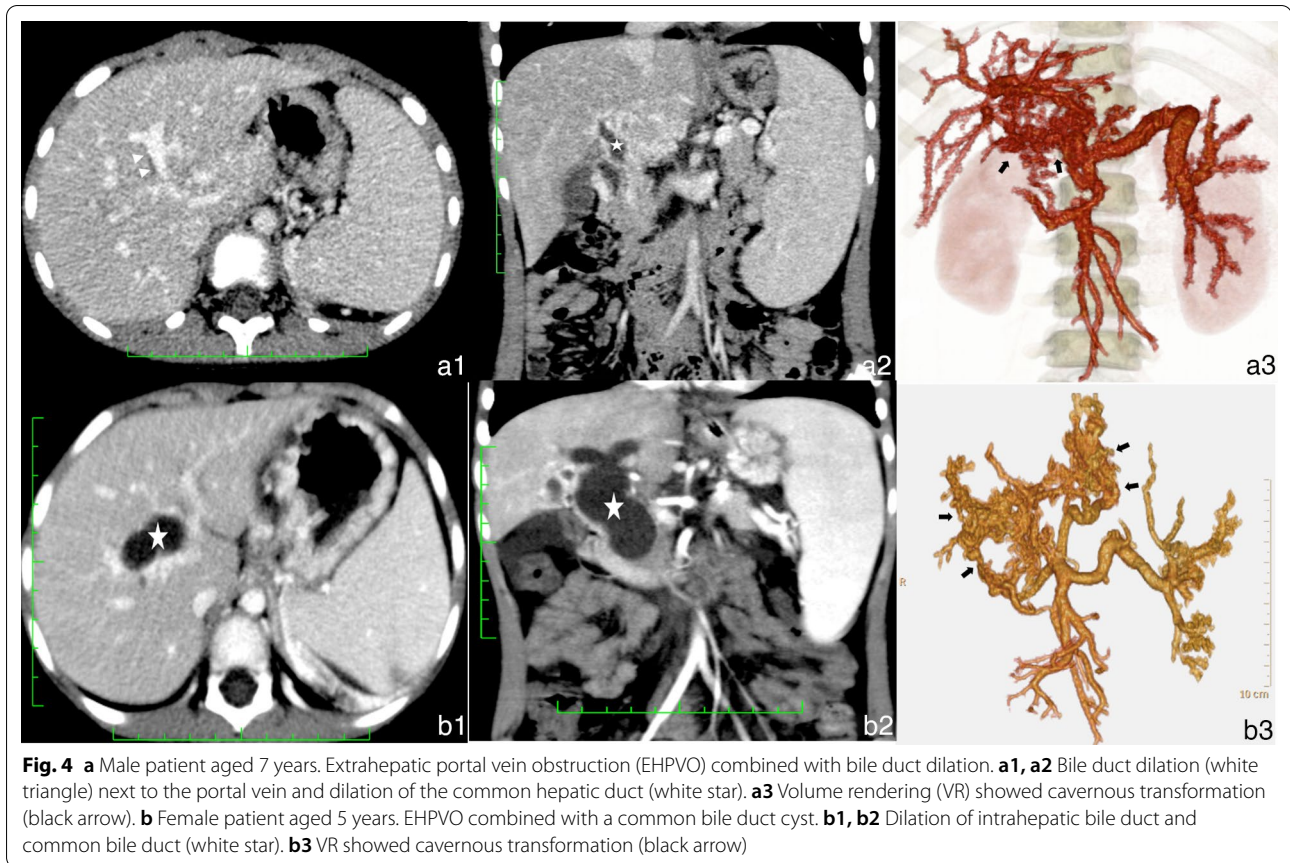 a1
a2
a3
b1
b2
R
10 cm
b3
Fig. 4 a Male patient aged 7 years. Extrahepatic portal vein obstruction (EHPVO) combined with bile duct dilation. a1, a2 Bile duct dilation (white
triangle) next to the portal vein and dilation of the common hepatic duct (white star). a3 Volume rendering (VR) showed cavernous transformation
(black arrow). b Female patient aged 5 years. EHPVO combined with a common bile duct cyst. b1, b2 Dilation of intrahepatic bile duct and
common bile duct (white star). b3 VR showed cavernous transformation (black arrow)